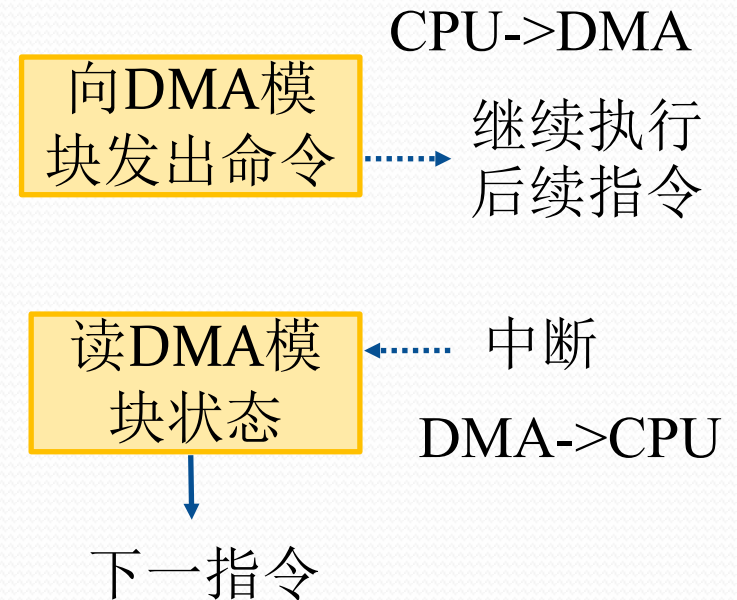 CPU->DMA
向DMA模
块发出命令
继续执行
后续指令
读DMA模
块状态
中断
DMA->CPU
下一指令